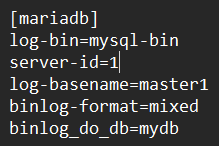 [mariadb]
log-bin=mysql-bin
server-id=1
log-basename=master1
binlog-format=mixed
binlog_do_db=mydb